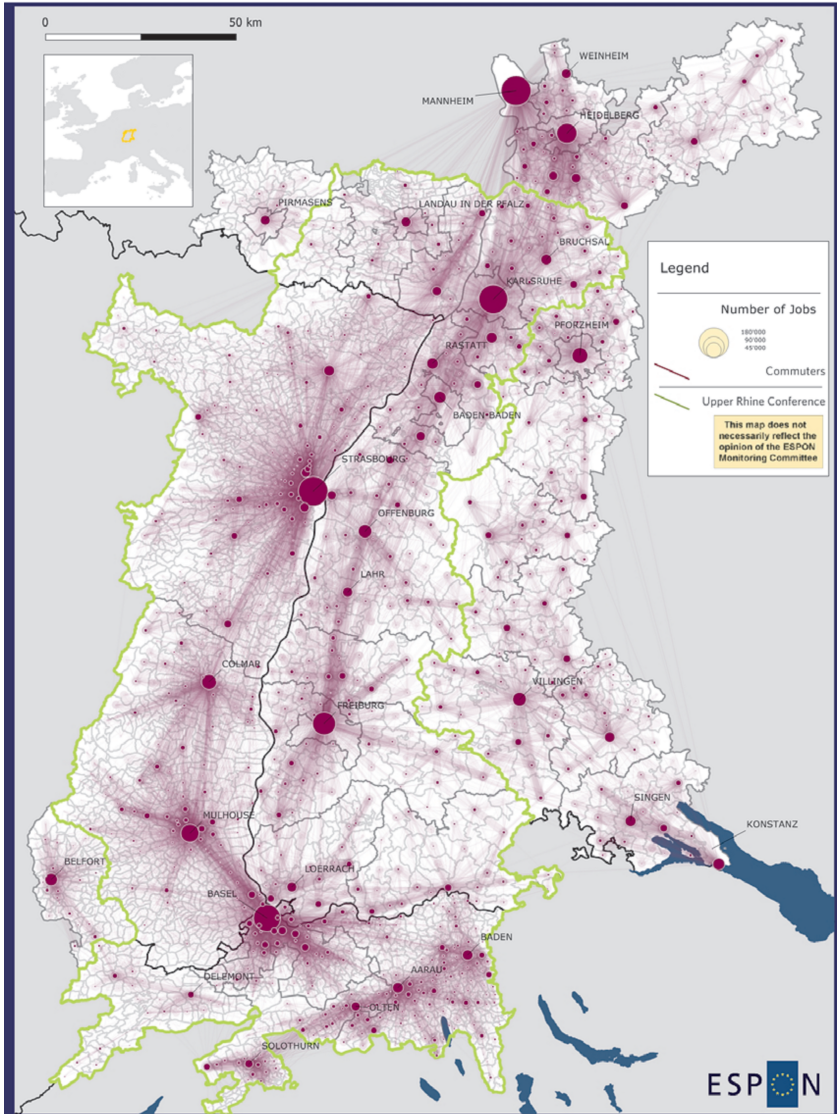 0 50 km
WEINHEIM
MANNHEIM
HEIDELBERG
PIRMASENS
LANDAU IN DER PFALZ
BRUCHSAL
KARLSRUHE
PFORZHEIM
RASTATT
BADEN-BADEN
STRASBOURG
OFFENBURG
LAHR
COLMAR
FREIBURG
VILLINGEN
MULHOUSE
SINGEN
KONSTANZ
BELFORT
LOERRACH
BASEL
BADEN
DELEMONT
AARAU
OLTEN
SOLOTHURN
Legend
Number of Jobs
180'000
90'000
45'000
Commuters
Upper Rhine Conference
This map does not
necessarily reflect the
opinion of the ESPON
Monitoring Committee
ESPON